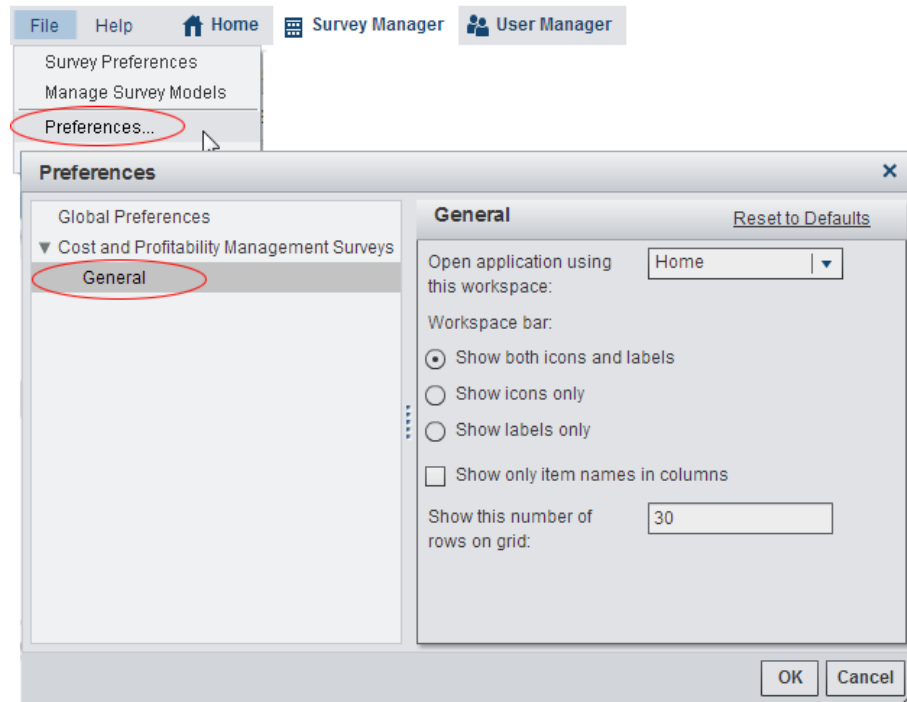 File Help Home Survey Manager User Manager
Survey Preferences
Manage Survey Models
Preferences...
Preferences
Global Preferences
Cost and Profitability Management Surveys
General
General Reset to Defaults
Open application using
this workspace:
Home
Workspace bar:
Show both icons and labels
Show icons only
Show labels only
Show only item names in columns
Show this number of
rows on grid:
30
OK Cancel